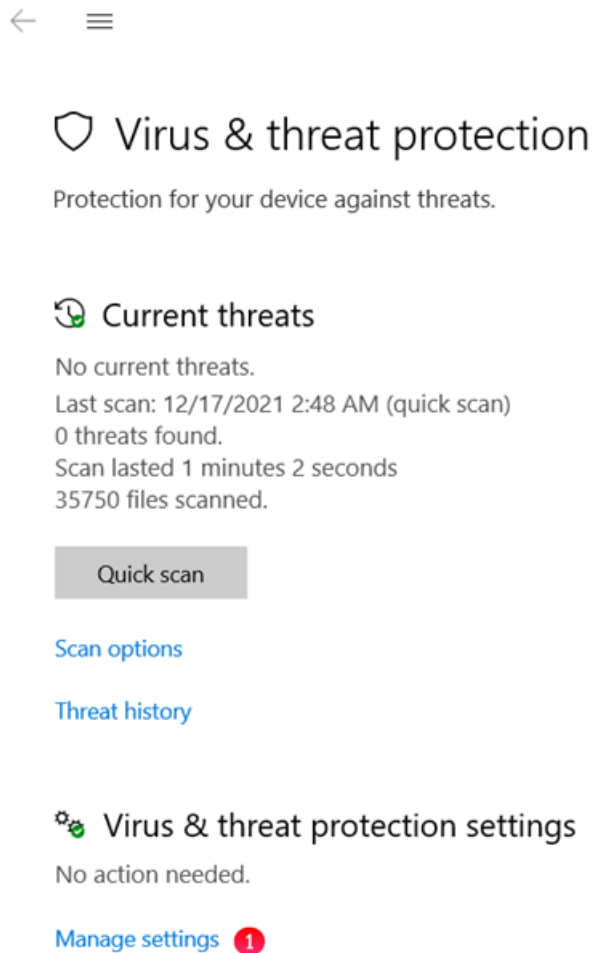 Virus & threat protection
Protection for your device against threats.
Current threats
No current threats.
Last scan: 12/17/2021 2:48 AM (quick scan)
0 threats found.
Scan lasted 1 minutes 2 seconds
35750 files scanned.
Quick scan
Scan options
Threat history
Virus & threat protection settings
No action needed.
Manage settings 1